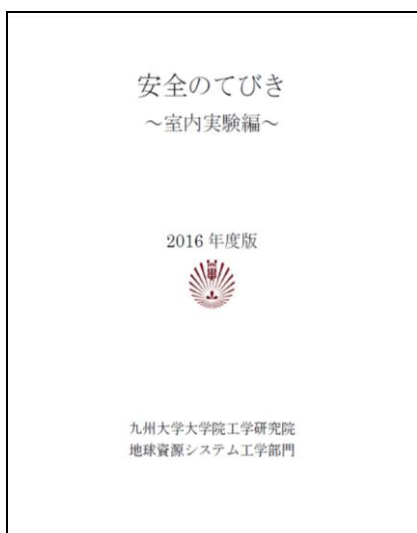 安全のてびき
～室内実験編～
2016 年度版
九州大学大学院工学研究院
地球資源システム工学部門